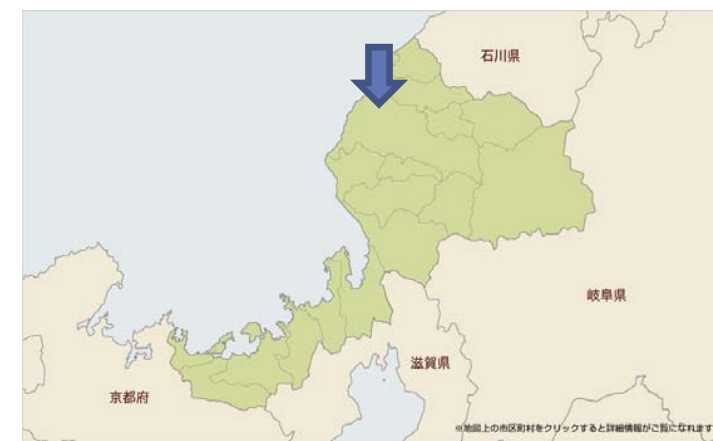 石川県
岐阜県
滋賀県
京都府
※地図上の市区町村をクリックすると詳細情報がご覧になれます